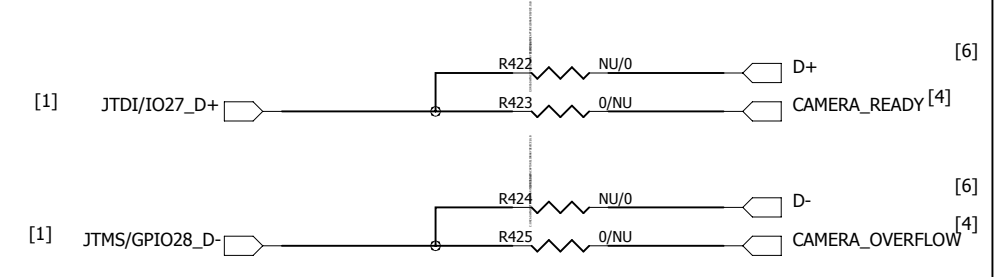 R422 NU/0 D+ [6]
[1] JTDI/IO27_D+ R423 0/NU CAMERA_READY [4]
R424 NU/0 D- [6]
[1] JTMS/GPIO28_D- R425 0/NU CAMERA_OVERFLOW [4]